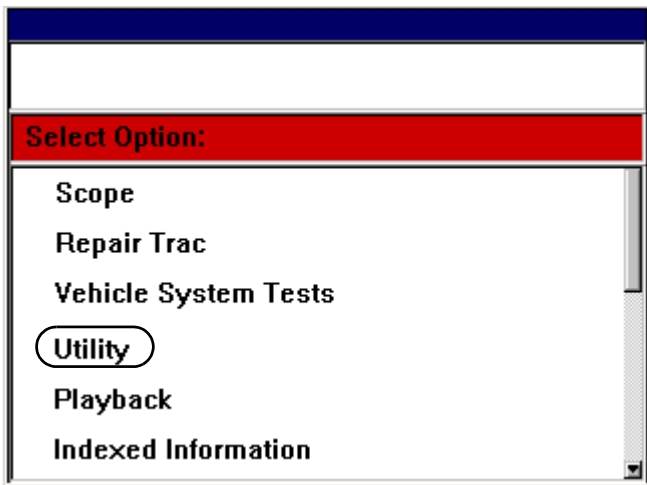 Select Option:
Scope
Repair Trac
Vehicle System Tests
Utility
Playback
Indexed Information